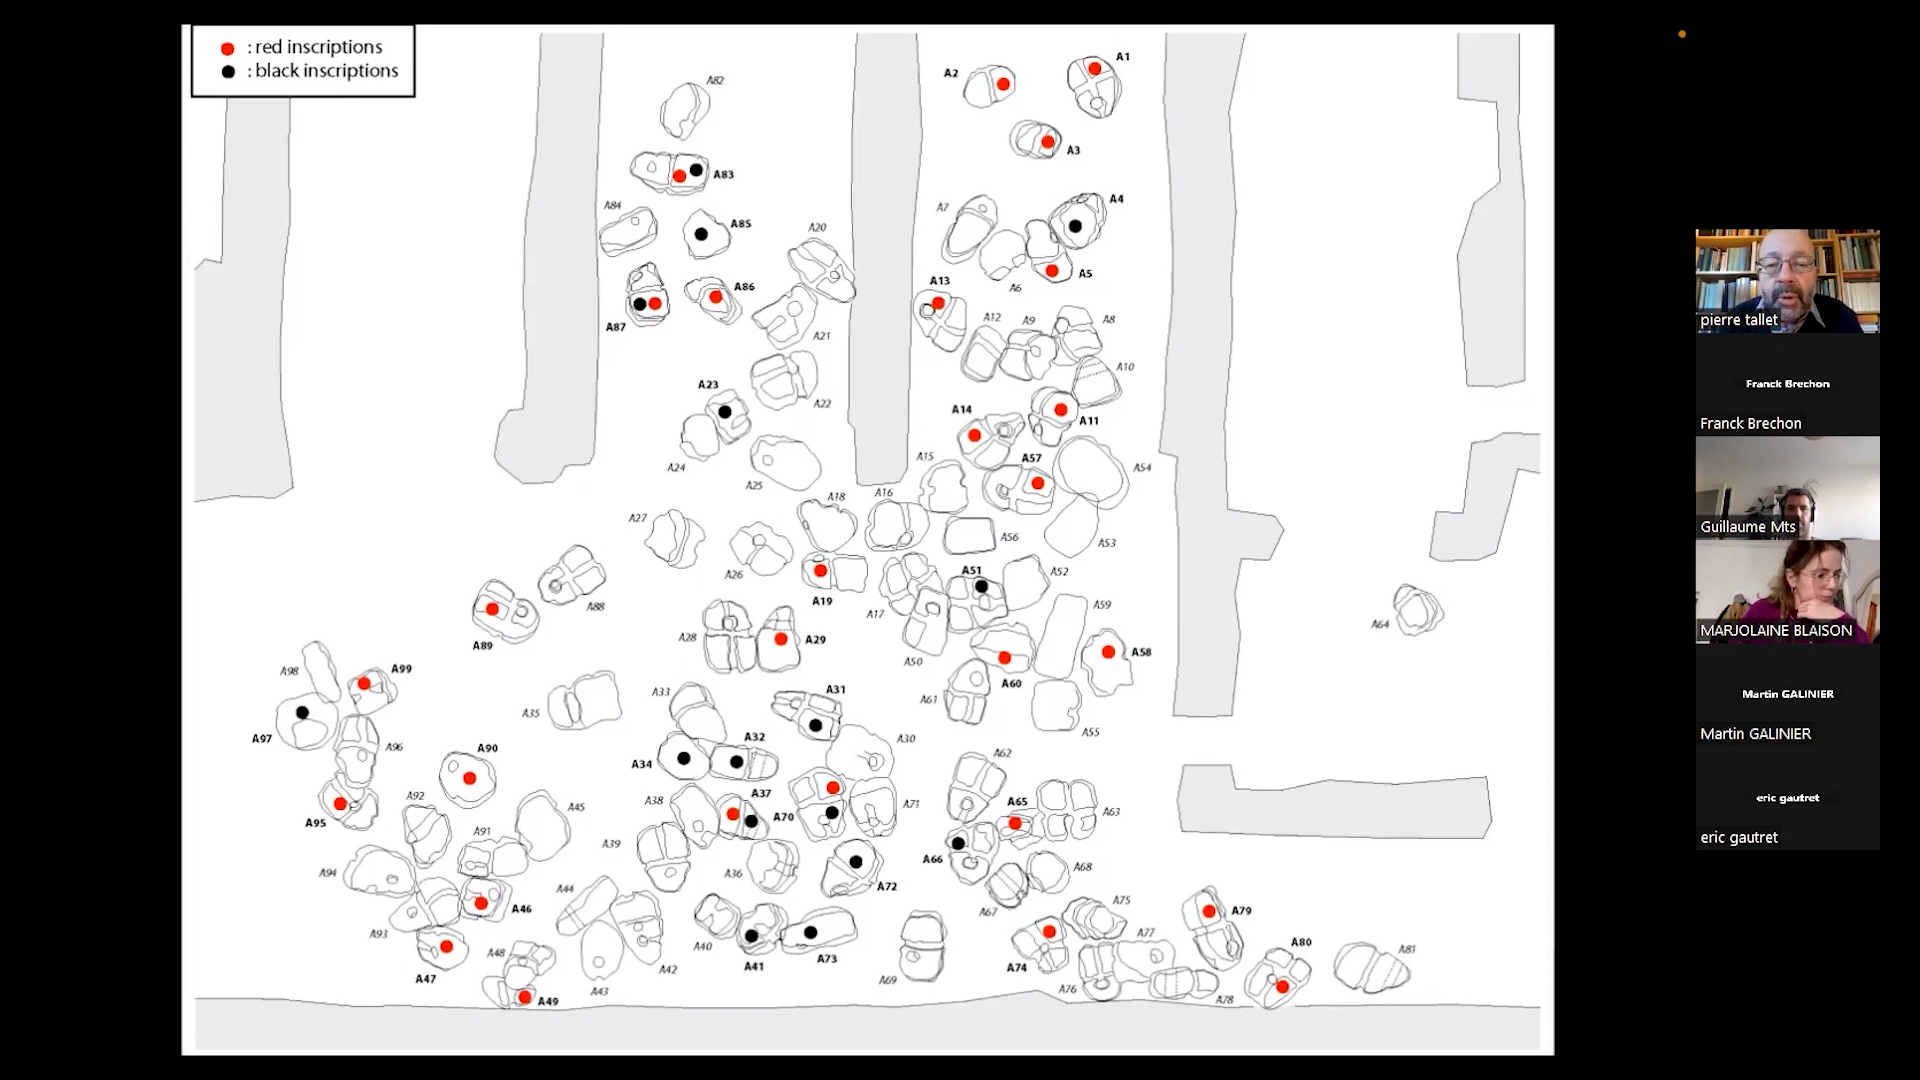 : red inscriptions
: black inscriptions
A1
A2
A82
A3
A83
A4
A84
A7
A85
A20
A5
A13
A86
A6
A12
A9
A8
A87
A21
A10
A23
A22
A14
A11
A57
A24
A15
A54
A25
A18
A16
A27
A56
A53
A26
A51
A52
A19
A88
A17
A59
A28
A29
A89
A58
A50
A98
A99
A60
A33
A31
A61
A35
A97
A32
A30
A55
A96
A90
A34
A62
A92
A45
A38
A37
A70
A71
A65
A63
A95
A91
A39
A66
A94
A36
A68
A72
A44
A46
A67
A75
A79
A93
A40
A77
A80
A48
A41
A73
A74
A81
A47
A42
A69
A43
A76
A49
A78
A64
pierre tallet
Franck Brechon
Franck Brechon
Guillaume Mts
MARJOLAINE BLAISON
Martin GALINIER
Martin GALINIER
eric gautret
eric gautret